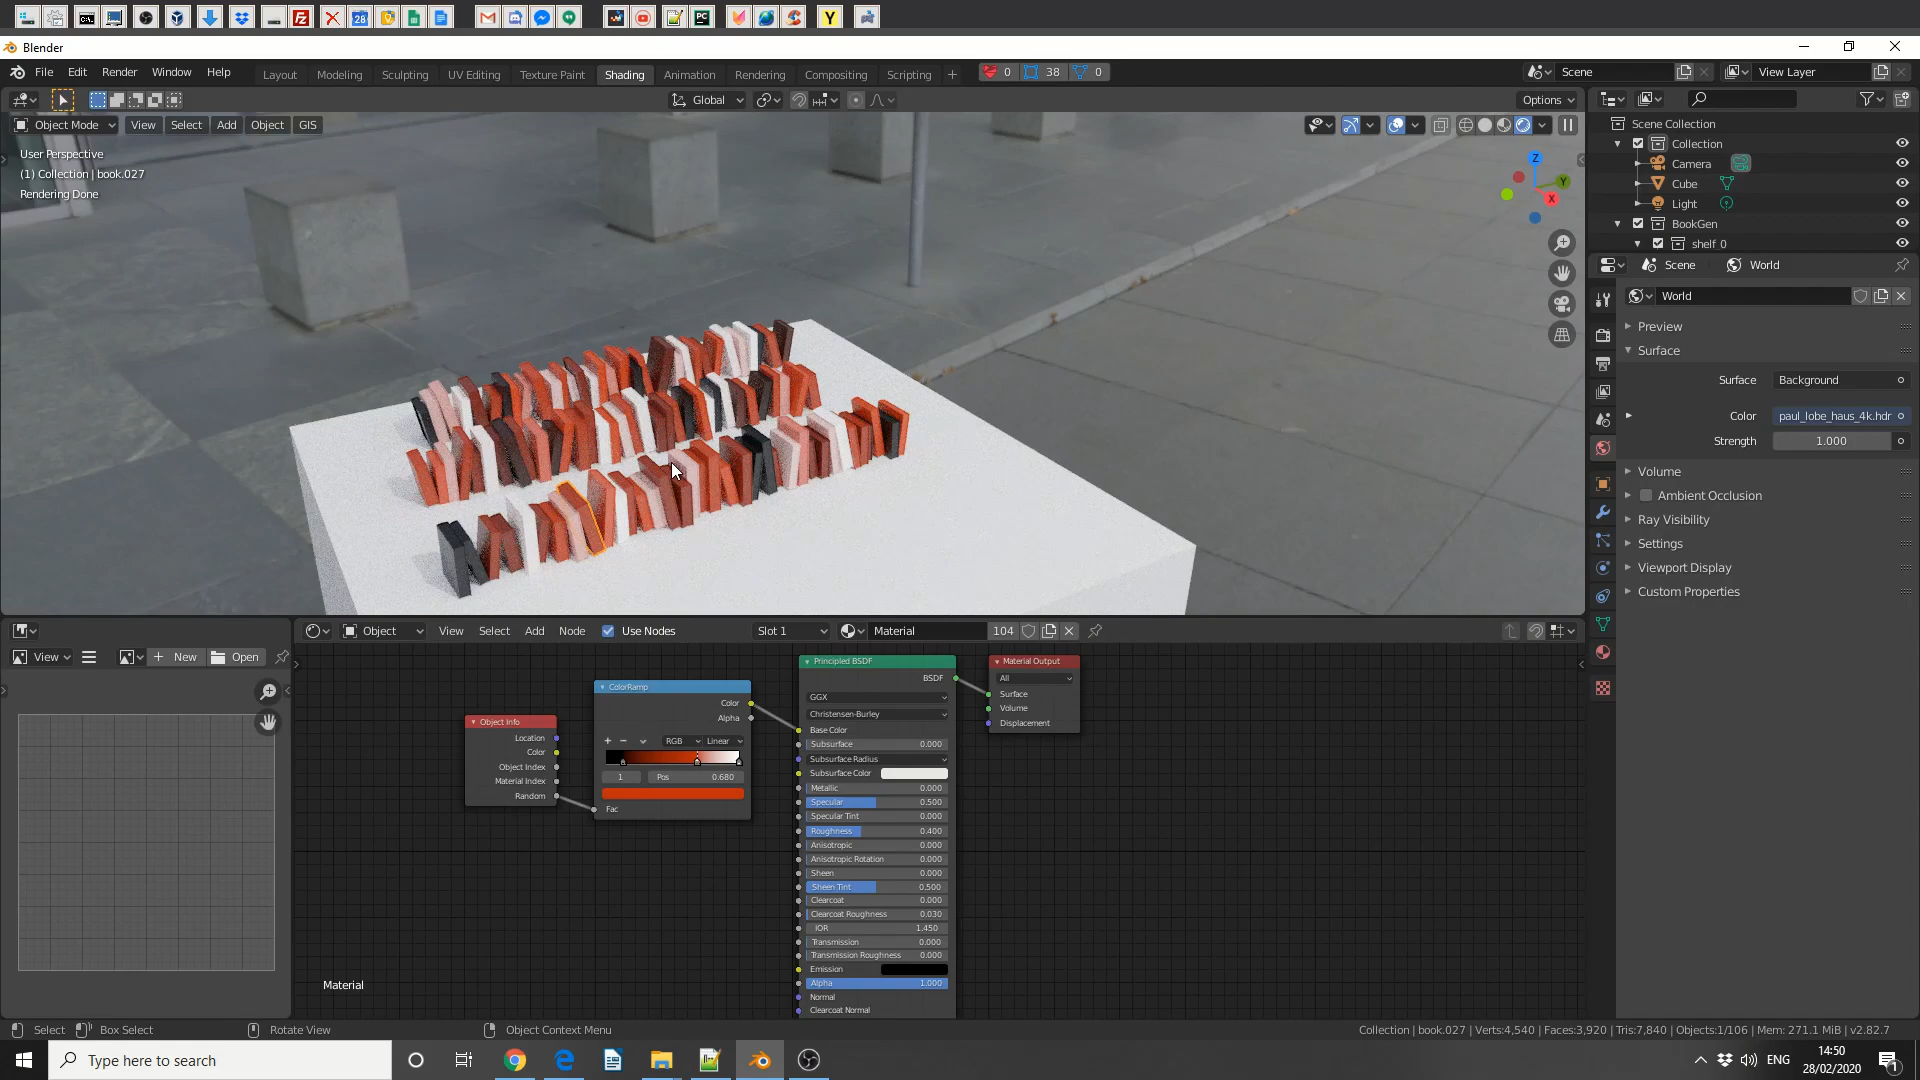 Blender
File Edit Render Window Help Layout Modeling Sculpting UV Editing Texture Paint Shading Animation Rendering Compositing Scripting + 0 38 0 Scene View Layer
Global Options
Object Mode View Select Add Object GIS
User Perspective
(1) Collection | book.027
Rendering Done
Z
Y
X
Scene Collection
Collection
Camera
Cube
Light
BookGen
shelf 0
Scene World
World
Preview
Surface
Surface Background
Color paul_lobe_haus_4k.hdr
Strength 1.000
Volume
Ambient Occlusion
Ray Visibility
Settings
Viewport Display
Custom Properties
Object View Select Add Node Use Nodes Slot 1 Material 104
View New Open
Object Info
Location
Color
Object Index
Material Index
Random
ColorRamp
Color
Alpha
RGB Linear
1 Pos 0.680
Fac
Principled BSDF
BSDF
GGX
Christensen-Burley
Base Color
Subsurface 0.000
Subsurface Radius
Subsurface Color
Metallic 0.000
Specular 0.500
Specular Tint 0.000
Roughness 0.400
Anisotropic 0.000
Anisotropic Rotation 0.000
Sheen 0.000
Sheen Tint 0.500
Clearcoat 0.000
Clearcoat Roughness 0.030
IOR 1.450
Transmission 0.000
Transmission Roughness 0.000
Emission
Alpha 1.000
Normal
Clearcoat Normal
Material Output
All
Surface
Volume
Displacement
Material
Select Box Select Rotate View Object Context Menu Collection | book.027 | Verts:4,540 | Faces:3,920 | Tris:7,840 | Objects:1/106 | Mem: 271.1 MiB | v2.82.7
Type here to search
ENG
14:50
28/02/2020
1